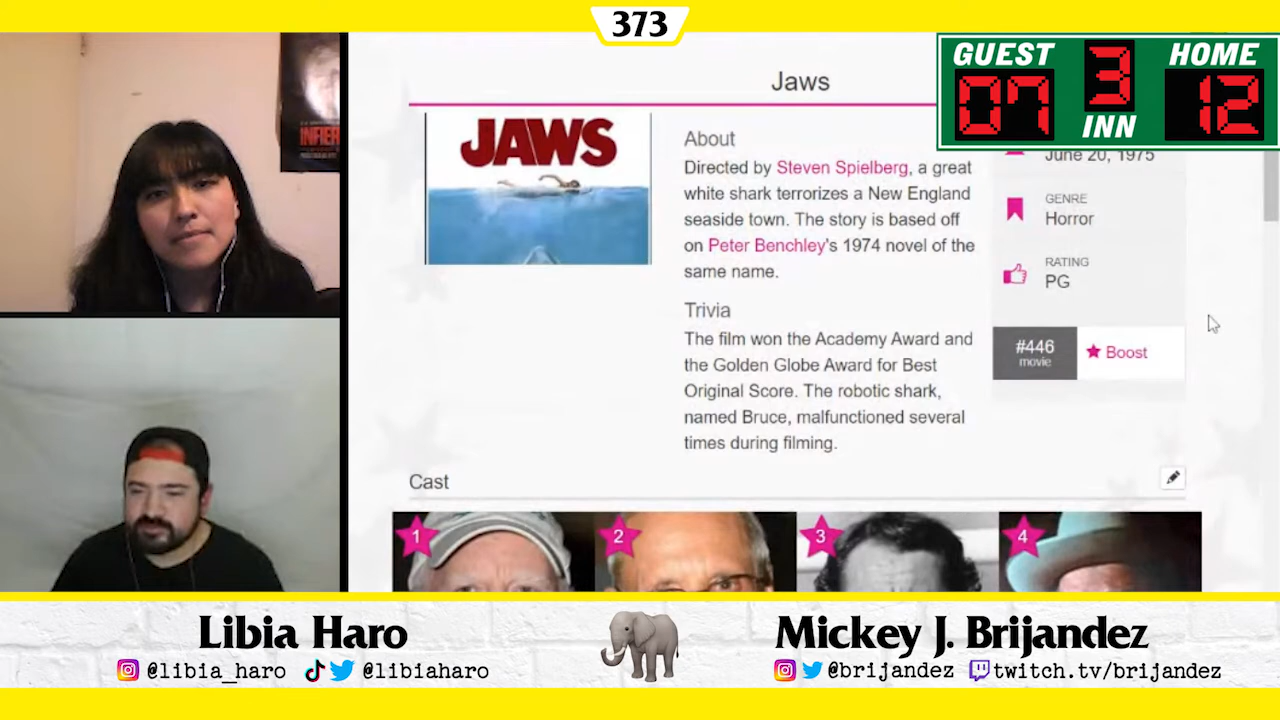 373
GUEST
07
3
INN
HOME
12
INFIER
Jaws
JAWS
About
Directed by Steven Spielberg, a great
white shark terrorizes a New England
seaside town. The story is based off
on Peter Benchley's 1974 novel of the
same name.
Trivia
The film won the Academy Award and
the Golden Globe Award for Best
Original Score. The robotic shark,
named Bruce, malfunctioned several
times during filming.
June 20, 1975
GENRE
Horror
RATING
PG
#446
movie
Boost
Cast
1
2
3
4
Libia Haro
@libia_haro
@libiaharo
Mickey J. Brijandez
@brijandez
twitch.tv/brijandez